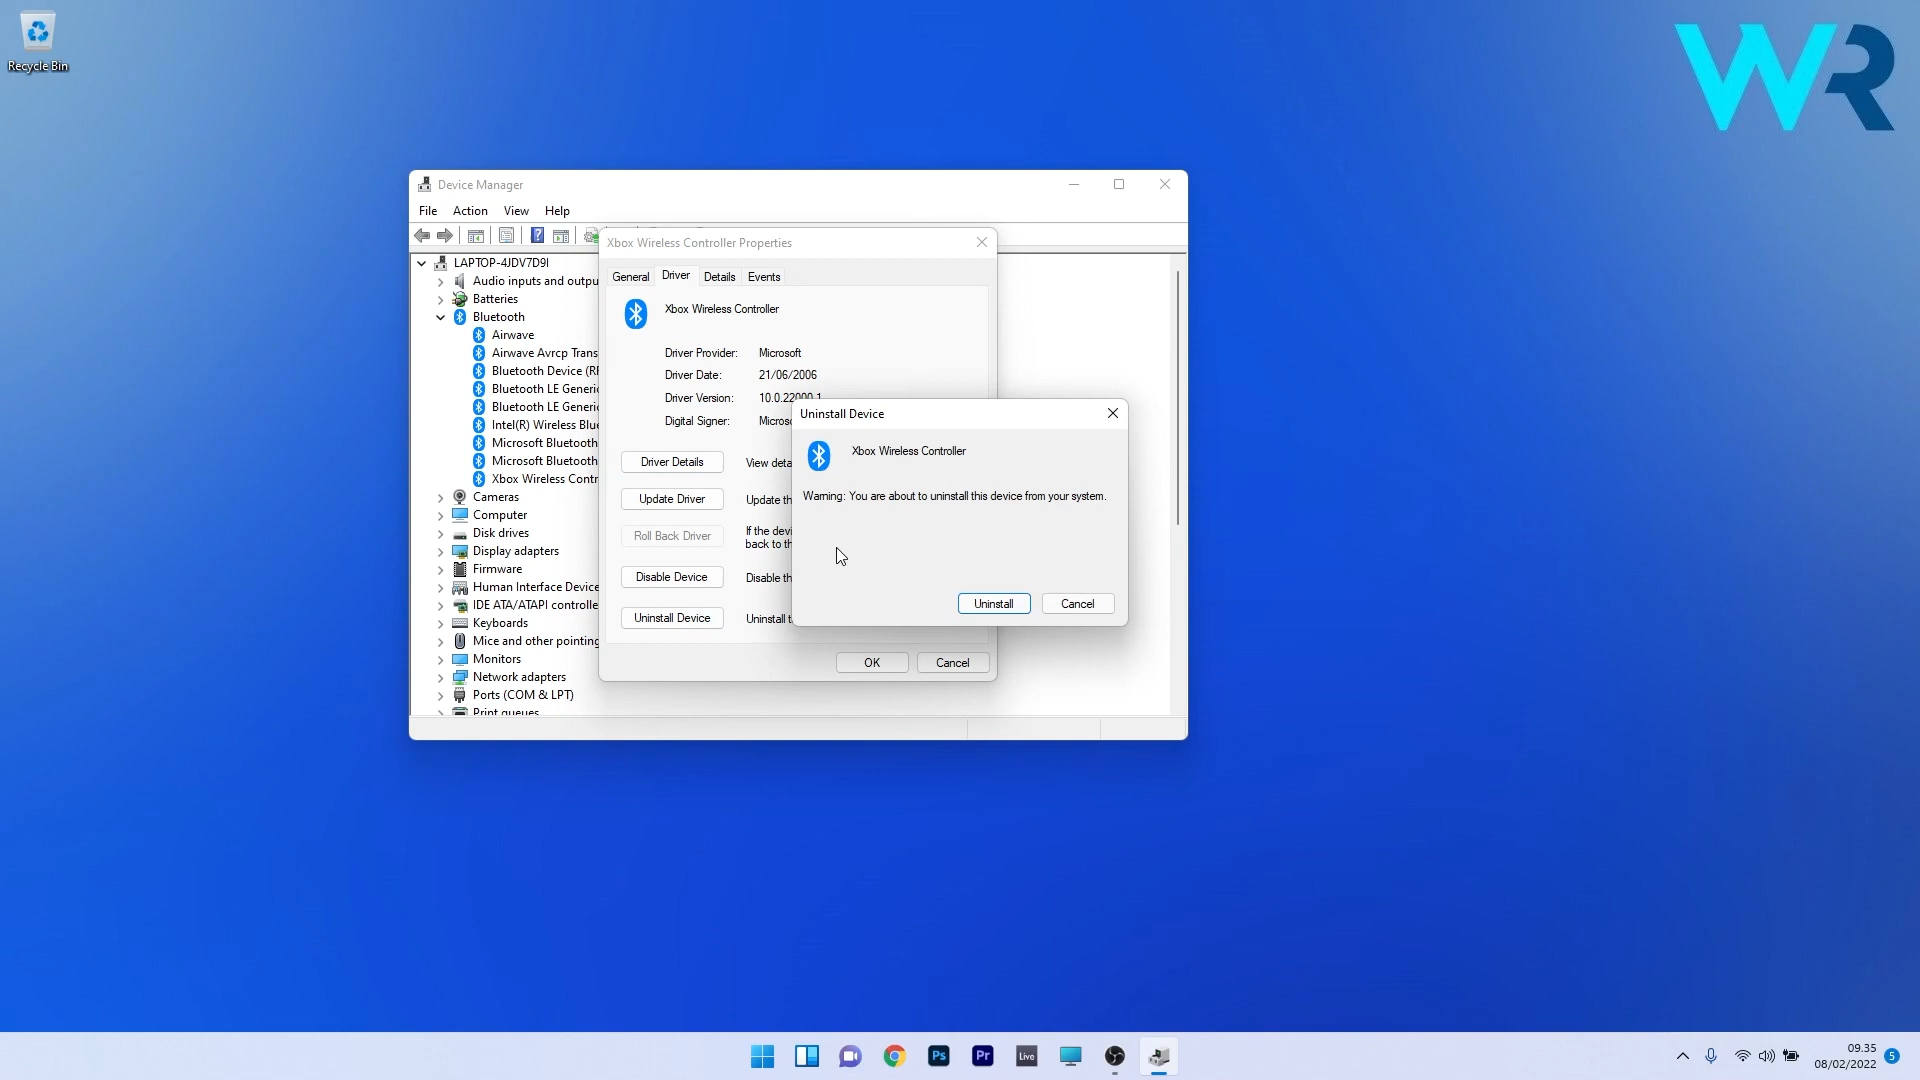 Recycle Bin
WR
Device Manager
File Action View Help
LAPTOP-4JDV7D9I
Audio inputs and outpu
Batteries
Bluetooth
Airwave
Airwave Avrcp Trans
Bluetooth Device (RF
Bluetooth LE Generic
Bluetooth LE Generic
Intel(R) Wireless Blue
Microsoft Bluetooth
Microsoft Bluetooth
Xbox Wireless Contr
Cameras
Computer
Disk drives
Display adapters
Firmware
Human Interface Device
IDE ATA/ATAPI controlle
Keyboards
Mice and other pointing
Monitors
Network adapters
Ports (COM & LPT)
Print queues
Xbox Wireless Controller Properties
General Driver Details Events
Xbox Wireless Controller
Driver Provider: Microsoft
Driver Date: 21/06/2006
Driver Version: 10.0.22000.1
Digital Signer: Microso
Driver Details View deta
Update Driver Update th
Roll Back Driver If the devi
back to th
Disable Device Disable th
Uninstall Device Uninstall t
OK Cancel
Uninstall Device
Xbox Wireless Controller
Warning: You are about to uninstall this device from your system.
Uninstall Cancel
Ps Pr Live
09.35
08/02/2022
5